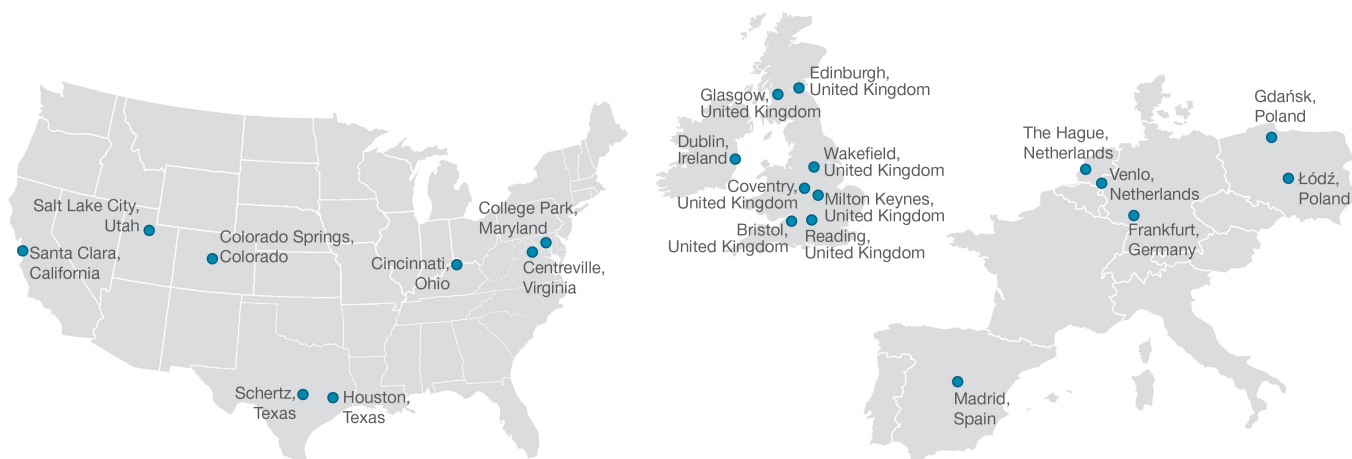 Salt Lake City,
Utah
Santa Clara,
California
Colorado Springs,
Colorado
Cincinnati,
Ohio
College Park,
Maryland
Centreville,
Virginia
Schertz,
Texas
Houston,
Texas
Edinburgh,
United Kingdom
Glasgow,
United Kingdom
Dublin,
Ireland
Wakefield,
United Kingdom
Coventry,
United Kingdom
Milton Keynes,
United Kingdom
Bristol,
United Kingdom
Reading,
United Kingdom
The Hague,
Netherlands
Venlo,
Netherlands
Frankfurt,
Germany
Gdańsk,
Poland
Łódź,
Poland
Madrid,
Spain